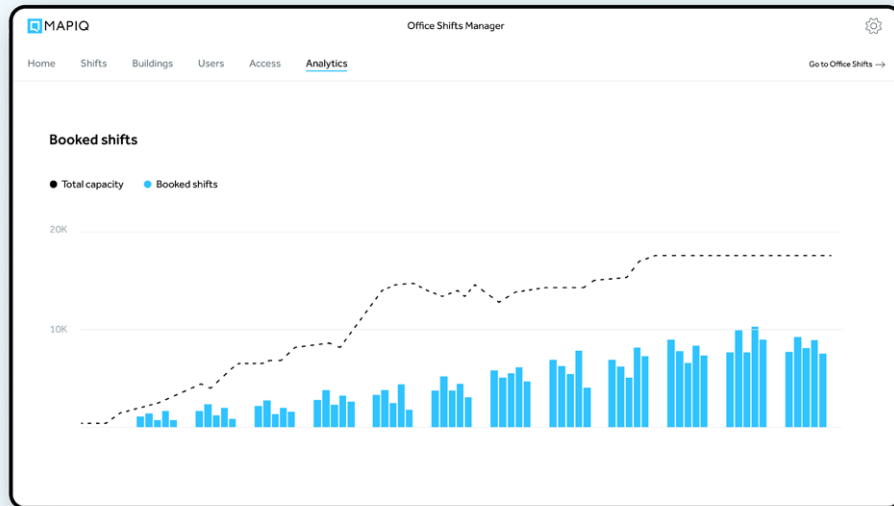 MAPIQ
Office Shifts Manager
Home Shifts Buildings Users Access Analytics
Go to Office Shifts →
Booked shifts
Total capacity Booked shifts
20K
10K